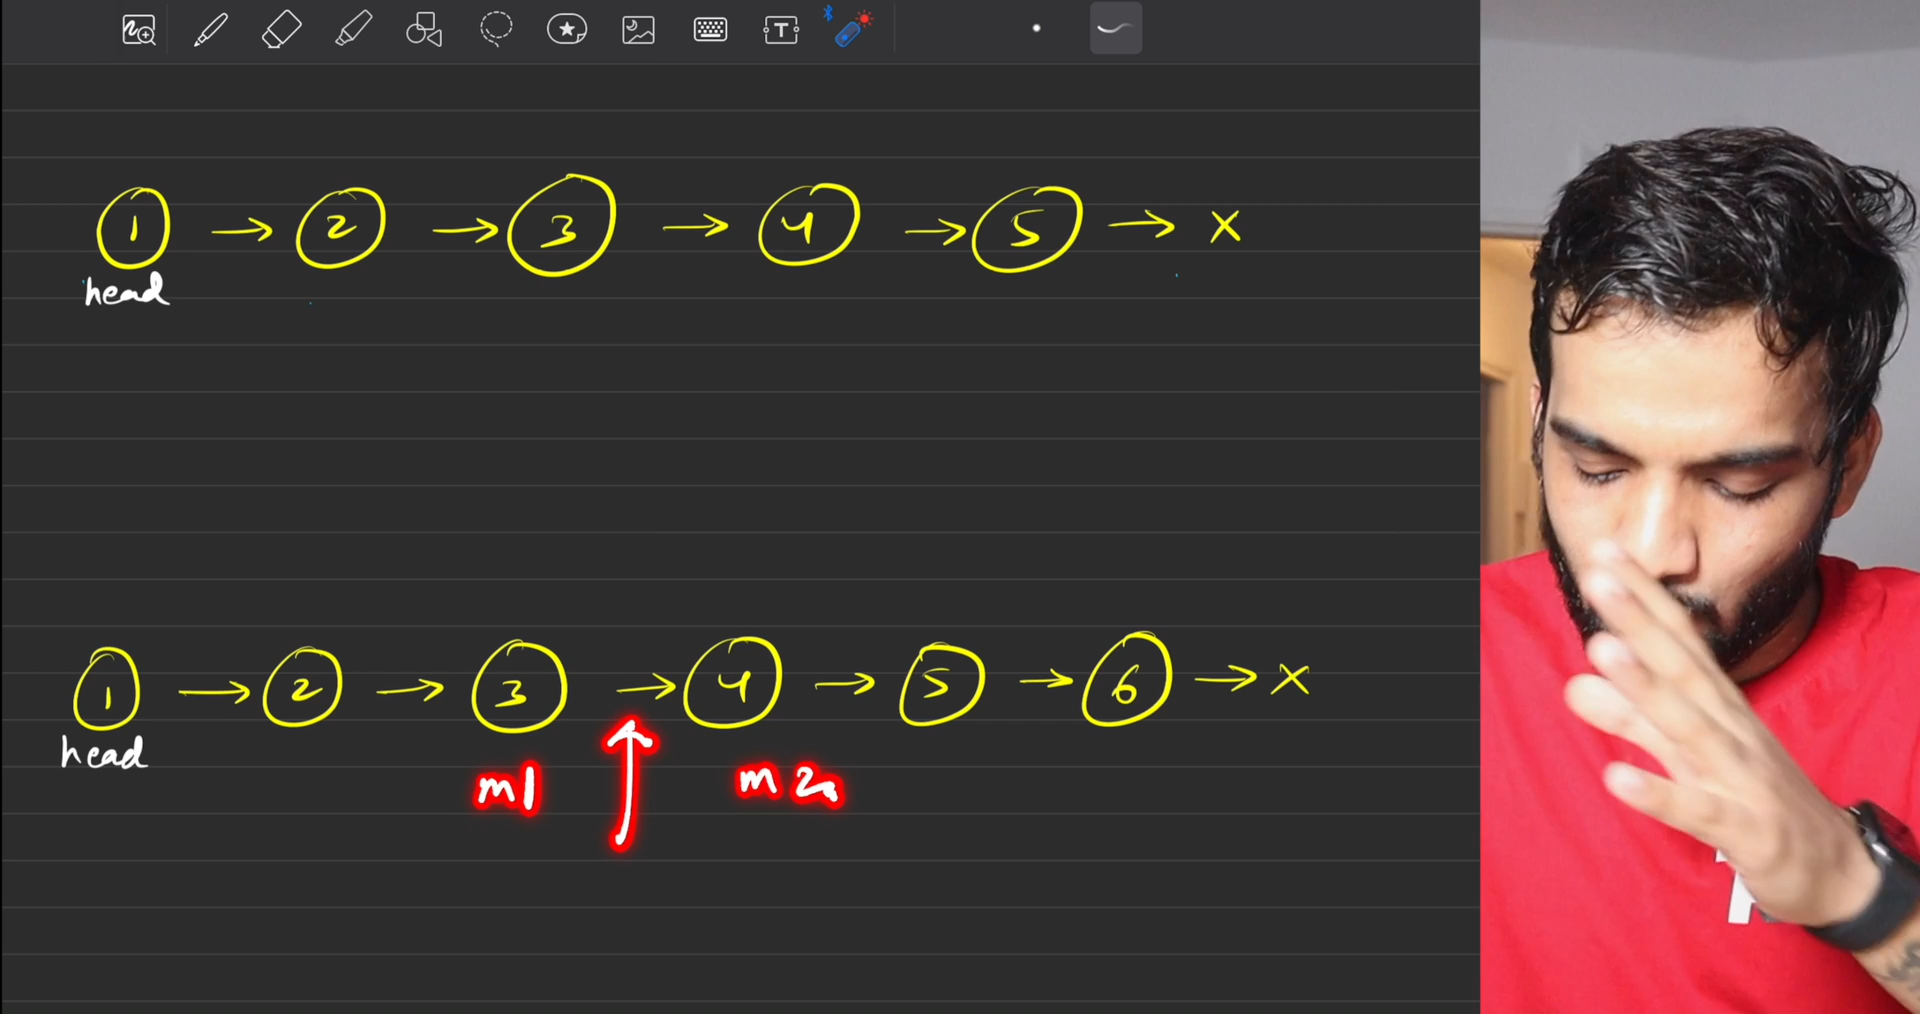 1 → 2 → 3 → 4 → 5 → X
head
1 → 2 → 3 → 4 → 5 → 6 → X
head
m1 m2